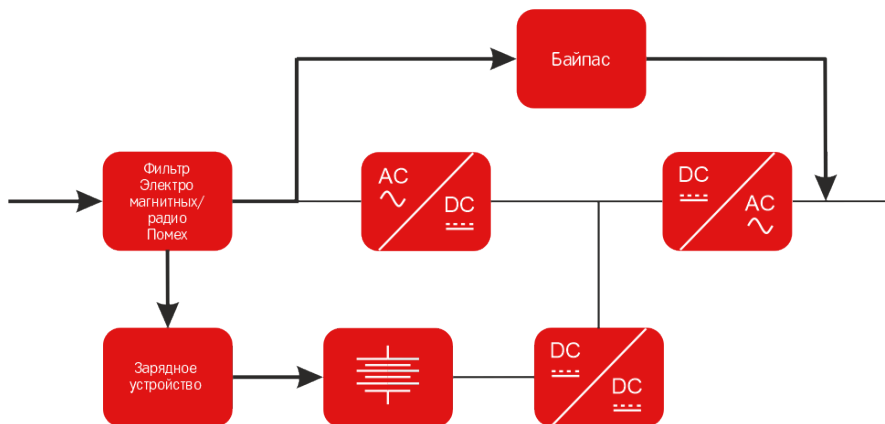 Байпас
Фильтр
Электро
магнитных/
радио
Помех
AC
DC
DC
AC
Зарядное
устройство
DC
DC